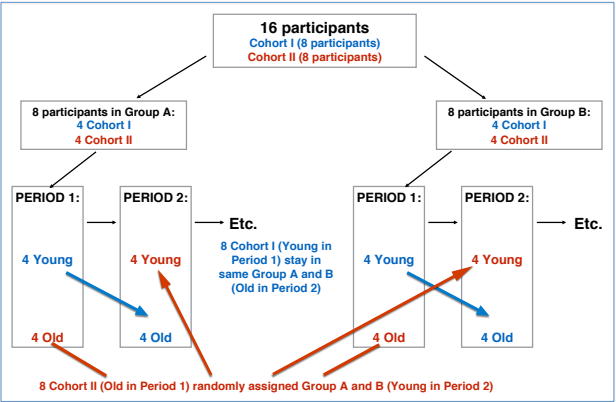 16 participants
Cohort I (8 participants)
Cohort II (8 participants)
8 participants in Group A:
4 Cohort I
4 Cohort II
8 participants in Group B:
4 Cohort I
4 Cohort II
PERIOD 1:
PERIOD 2:
Etc.
4 Young
4 Young
4 Old
4 Old
8 Cohort I (Young in
Period 1) stay in
same Group A and B
(Old in Period 2)
PERIOD 1:
PERIOD 2:
Etc.
4 Young
4 Young
4 Old
4 Old
8 Cohort II (Old in Period 1) randomly assigned Group A and B (Young in Period 2)